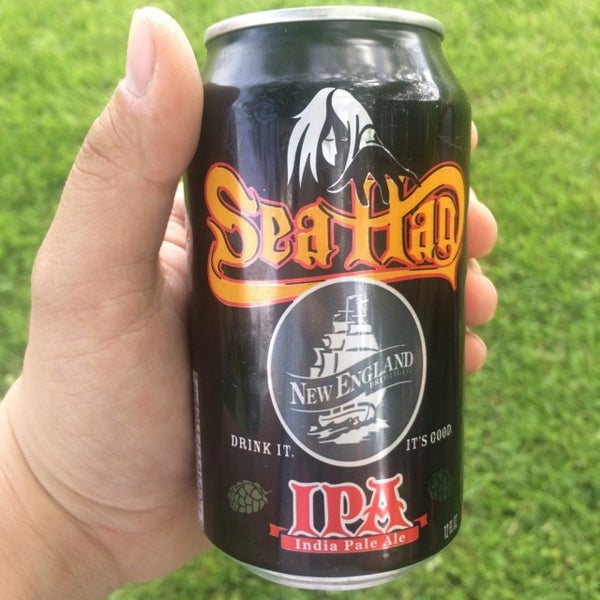 Sea Hag
NEW ENGLAND
BREWING CO.
DRINK IT.
IT'S GOOD.
IPA
India Pale Ale
12 FL. OZ.